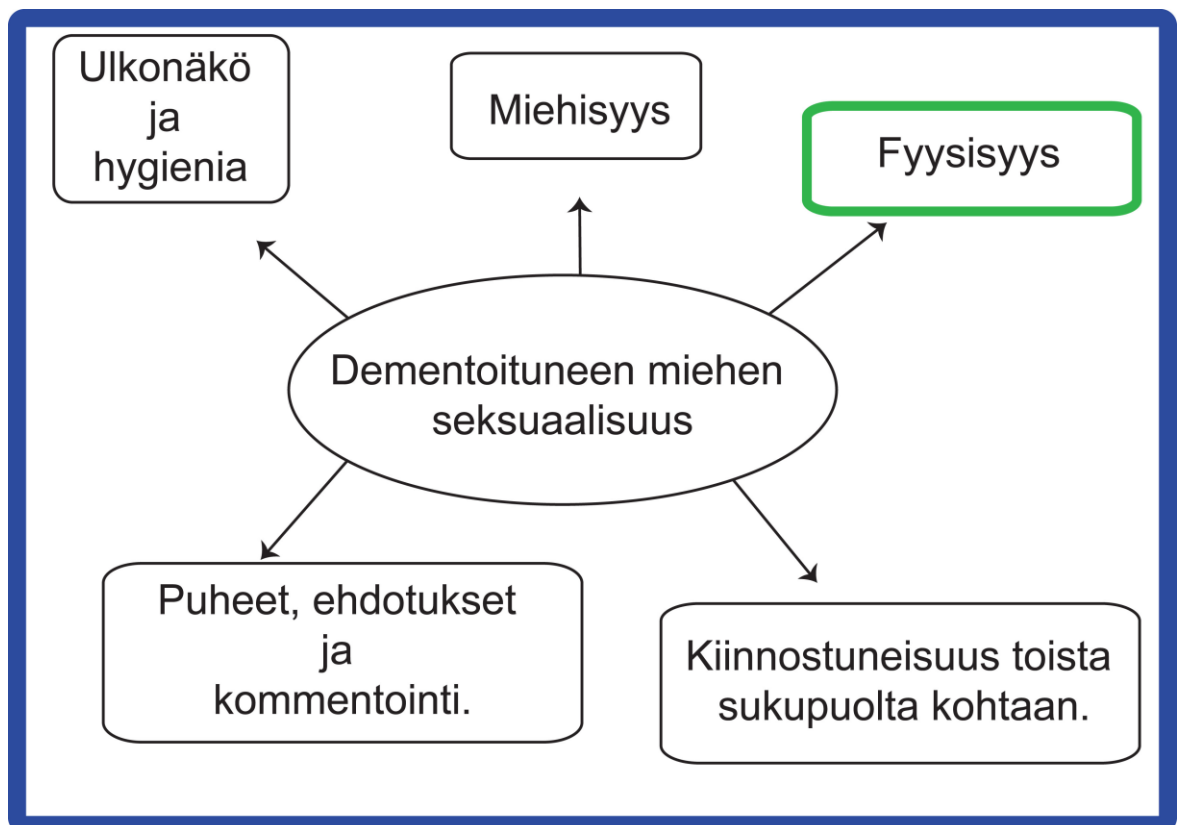 Ulkonäkö
ja
hygienia
Miehisyys
Fyysisyys
Dementoituneen miehen
seksuaalisuus
Puheet, ehdotukset
ja
kommentointi.
Kiinnostuneisuus toista
sukupuolta kohtaan.